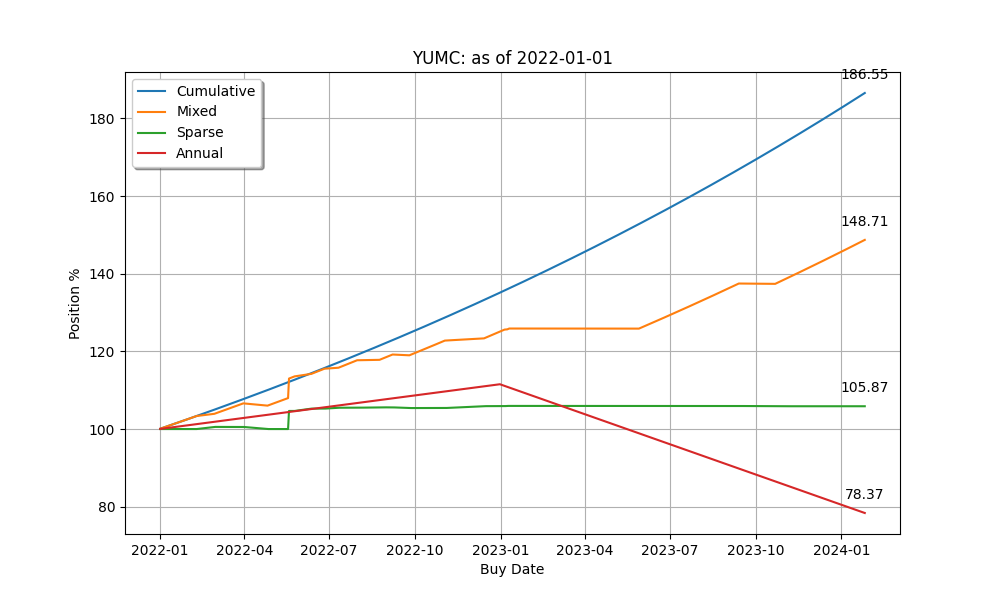 YUMC: as of 2022-01-01
186.55
Cumulative
Mixed
Sparse
Annual
148.71
105.87
78.37
180
160
140
120
100
80
Position %
2022-01 2022-04 2022-07 2022-10 2023-01 2023-04 2023-07 2023-10 2024-01
Buy Date